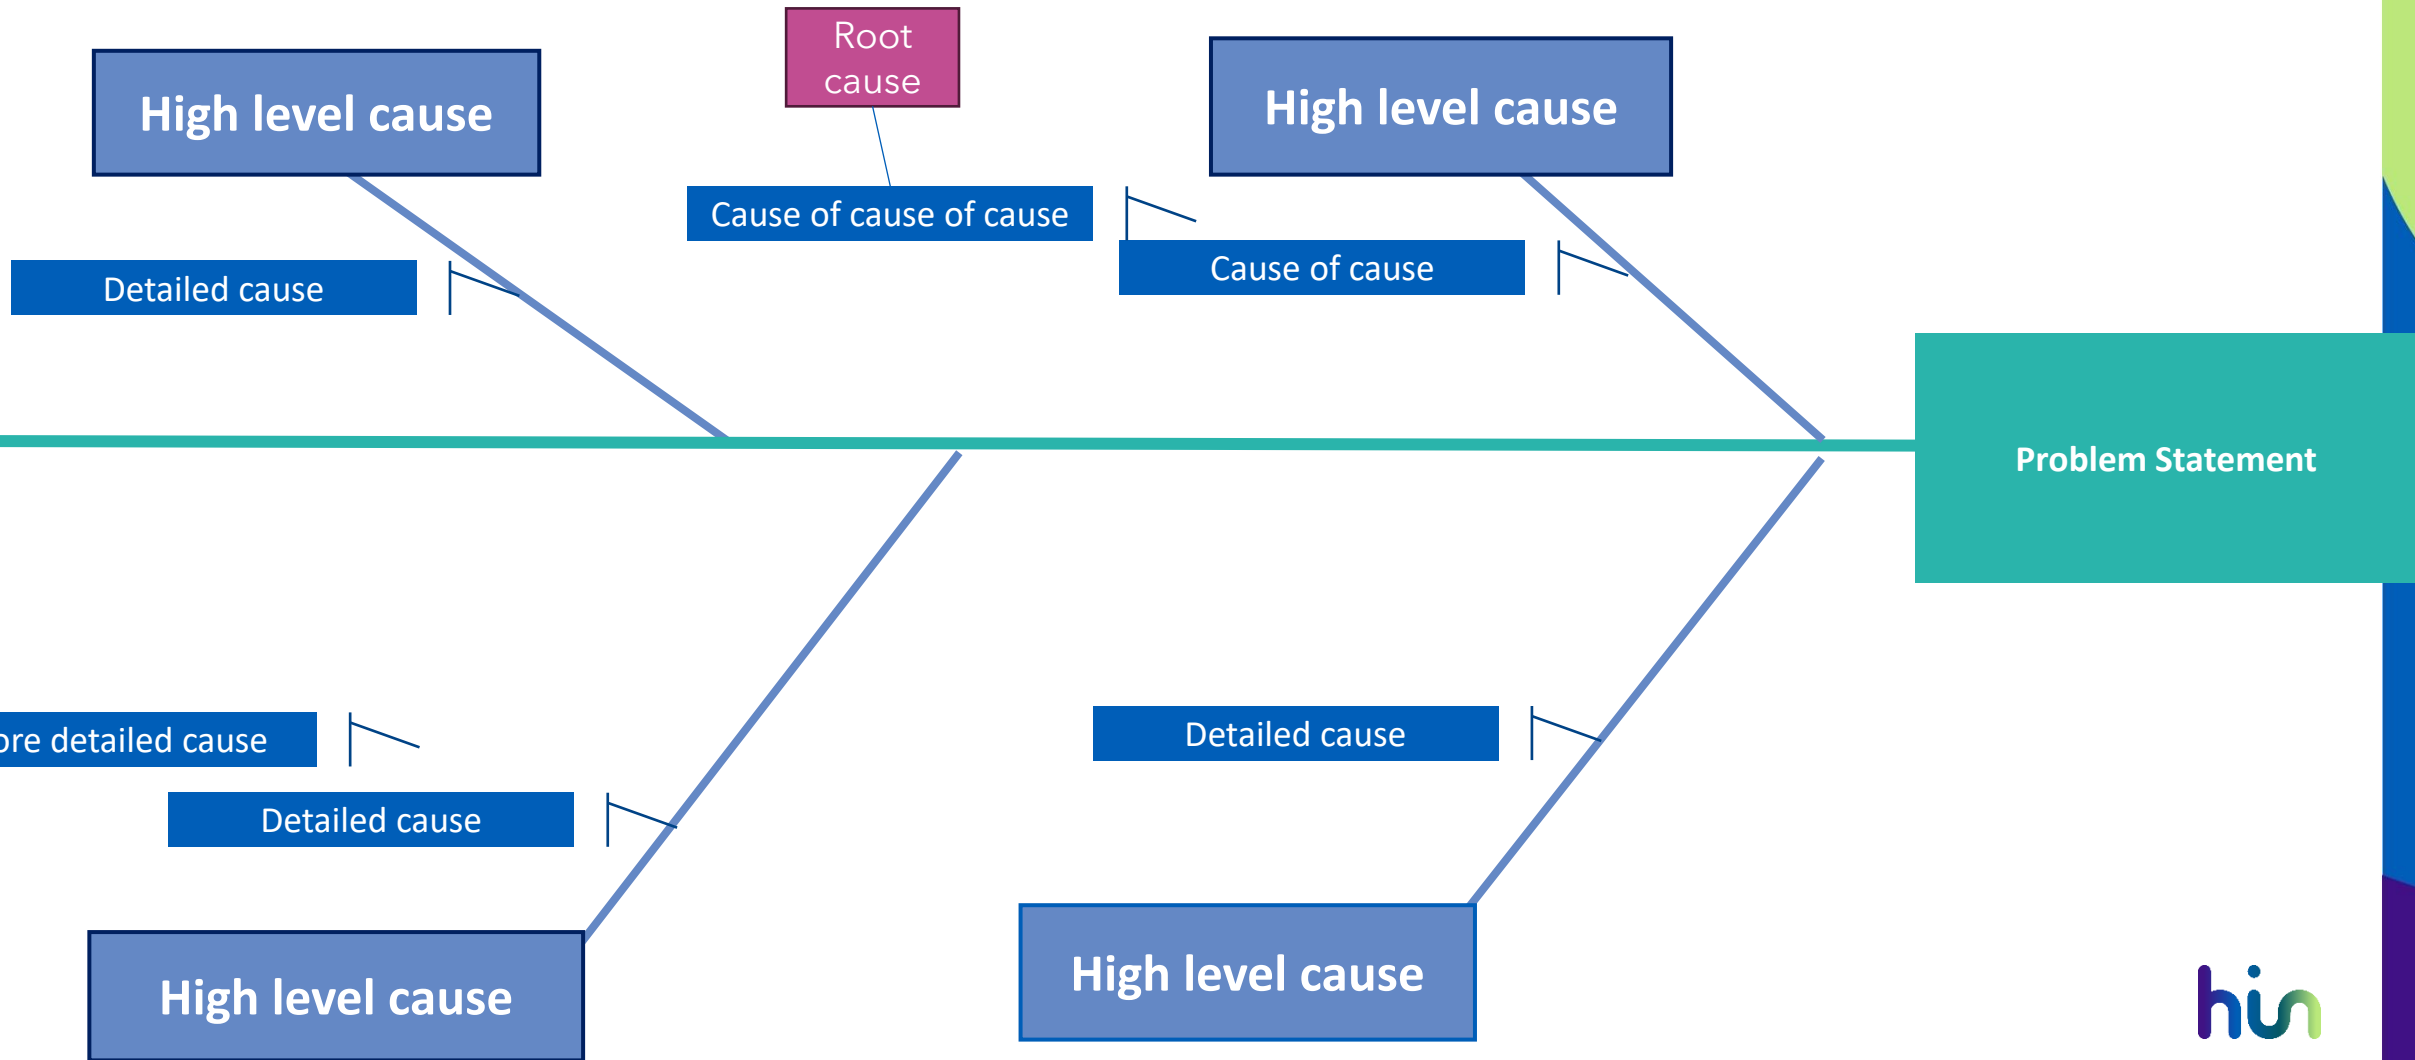 Root
cause
High level cause
High level cause
Cause of cause of cause
Cause of cause
Detailed cause
Problem Statement
ore detailed cause
Detailed cause
Detailed cause
High level cause
High level cause
hin